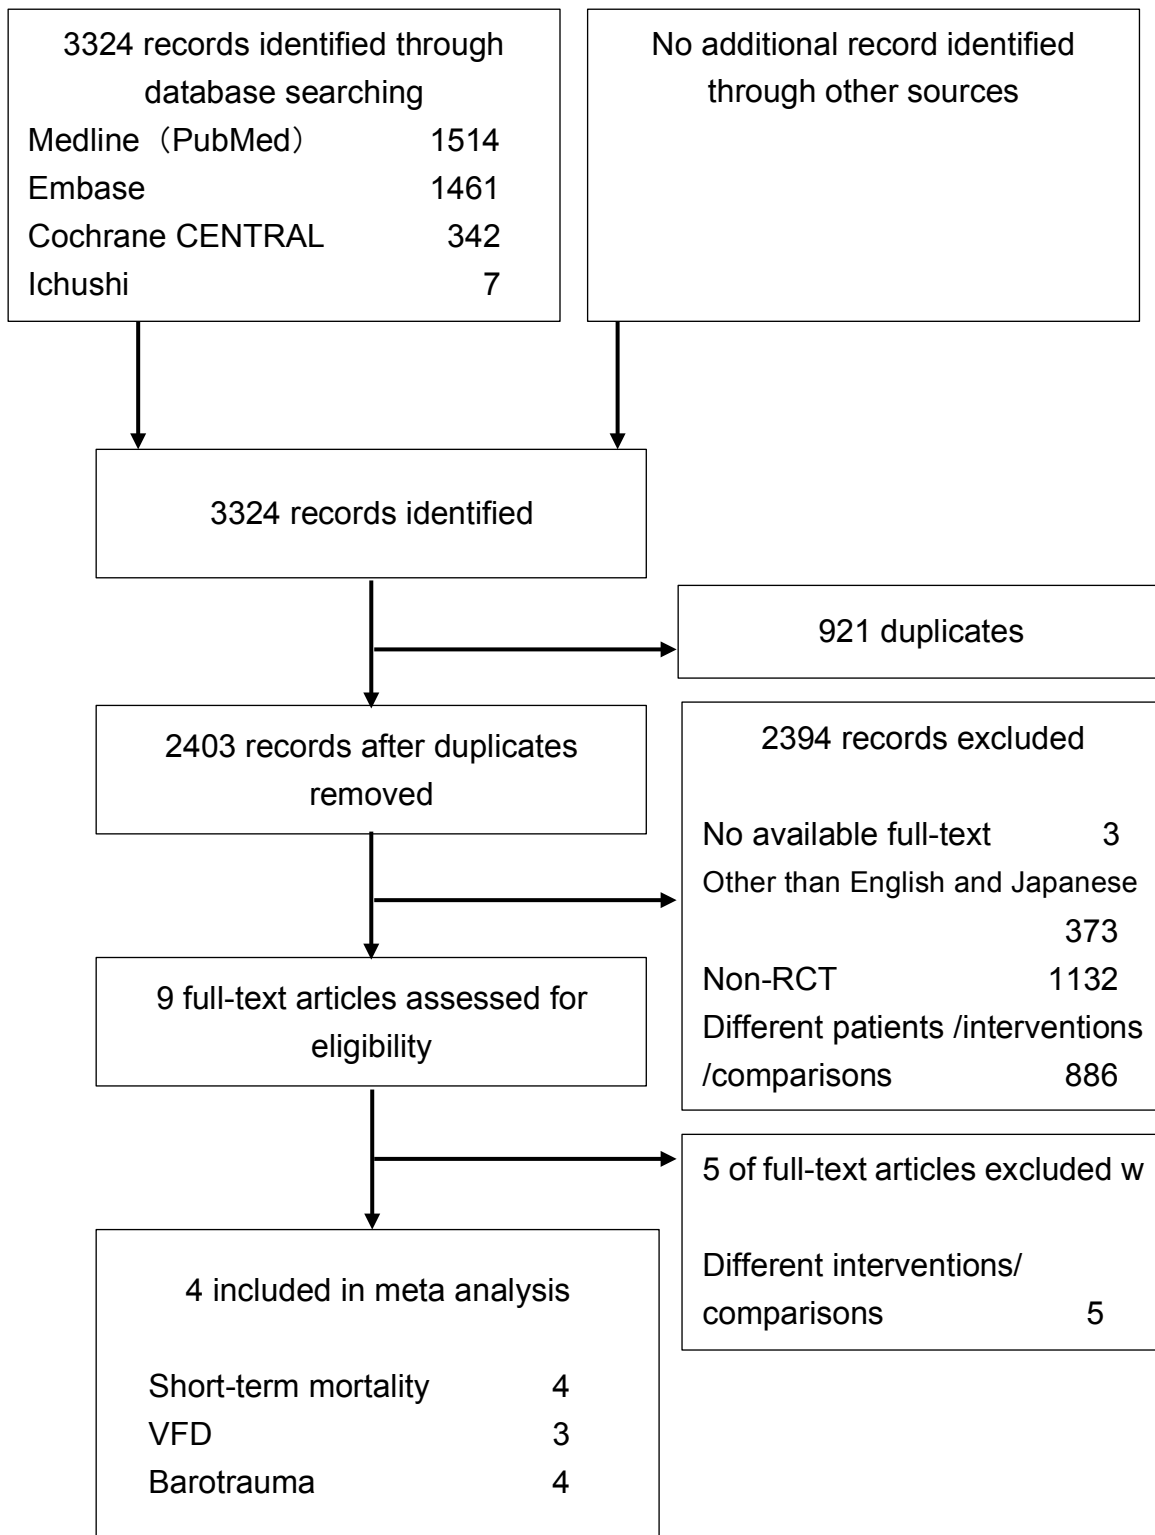 3324 records identified through
database searching
Medline（PubMed） 1514
Embase 1461
Cochrane CENTRAL 342
Ichushi 7
No additional record identified
through other sources
3324 records identified
921 duplicates
2403 records after duplicates
removed
2394 records excluded
No available full-text 3
Other than English and Japanese
373
Non-RCT 1132
Different patients /interventions
/comparisons 886
9 full-text articles assessed for
eligibility
5 of full-text articles excluded w
Different interventions/
comparisons 5
4 included in meta analysis
Short-term mortality 4
VFD 3
Barotrauma 4